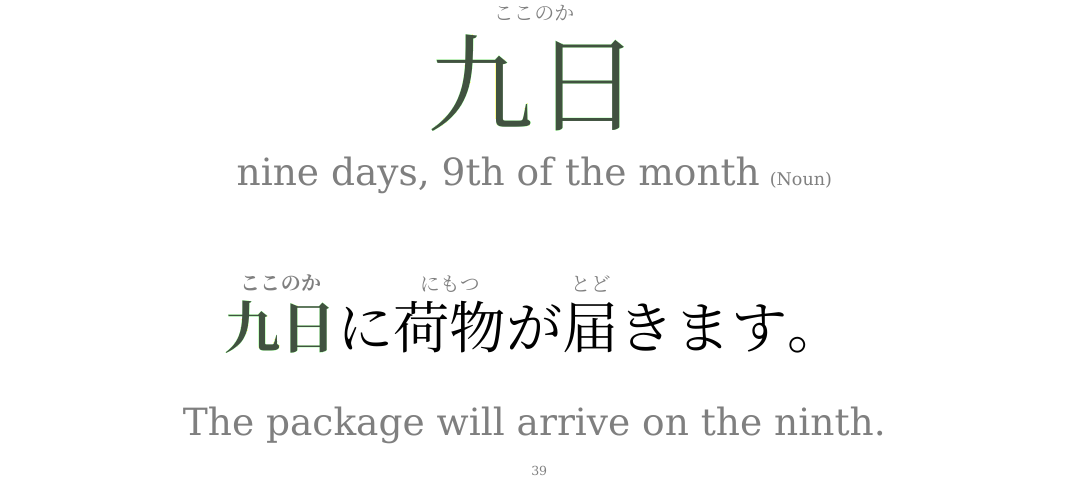 ここのか
九日
nine days, 9th of the month (Noun)
ここのか にもつ とど
九日に荷物が届きます。
The package will arrive on the ninth.
39